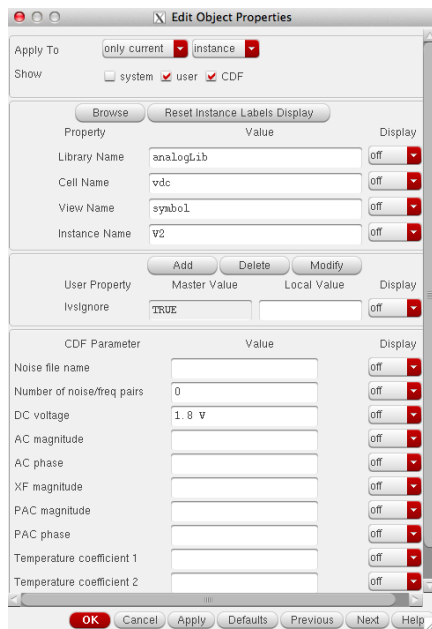 Edit Object Properties
Apply To only current instance
Show system user CDF
Browse Reset Instance Labels Display
Property Value Display
Library Name analogLib off
Cell Name vdc off
View Name symbol off
Instance Name V2 off
Add Delete Modify
User Property Master Value Local Value Display
lvsIgnore TRUE off
CDF Parameter Value Display
Noise file name off
Number of noise/freq pairs 0 off
DC voltage 1.8 V off
AC magnitude off
AC phase off
XF magnitude off
PAC magnitude off
PAC phase off
Temperature coefficient 1 off
Temperature coefficient 2 off
OK Cancel Apply Defaults Previous Next Help